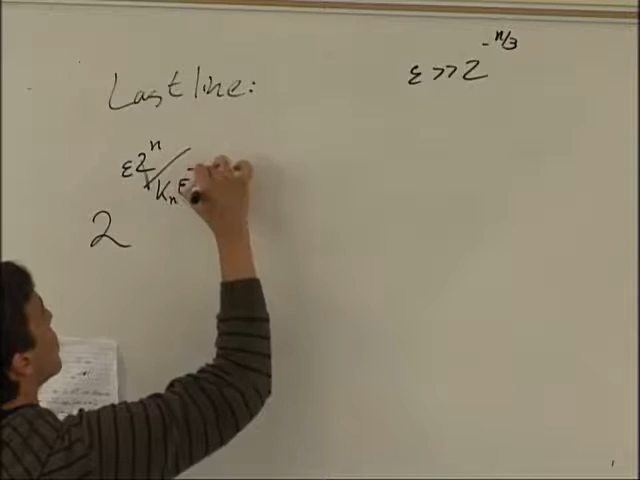 Last line:
ε >> 2^{-n/3}
2^{ε2^n / K_n ε^-